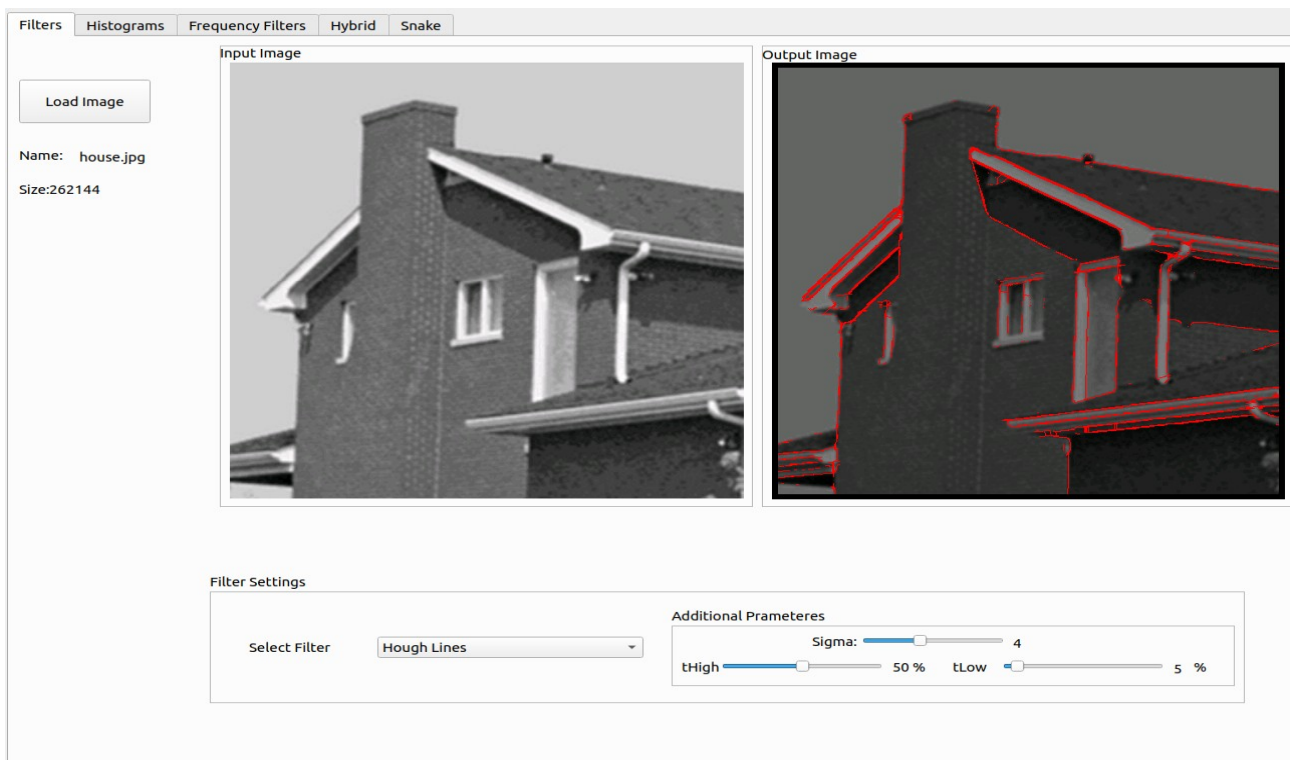 Filters Histograms Frequency Filters Hybrid Snake
Input Image
Output Image
Load Image
Name: house.jpg
Size:262144
Filter Settings
Select Filter Hough Lines
Additional Prameteres
Sigma: 4
tHigh 50 % tLow 5 %